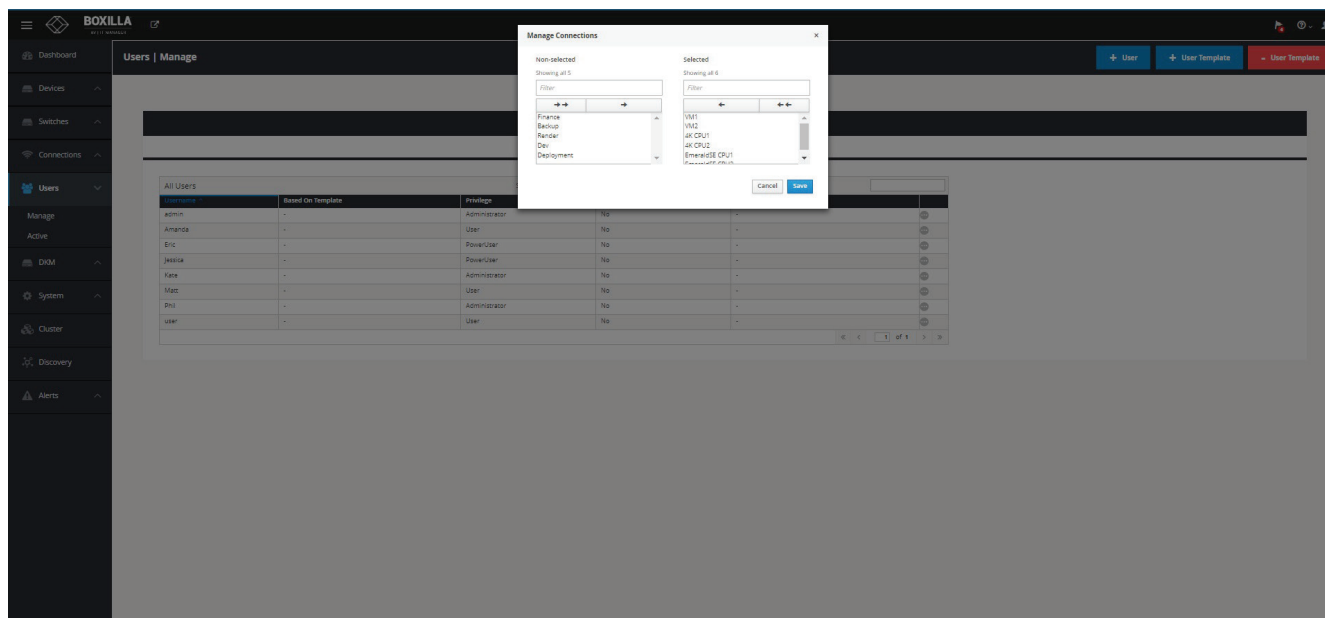 BOXILLA
Manage Connections
×
Dashboard
Users | Manage
+ User
+ User Template
- User Template
Non-selected
Selected
Showing all 5
Showing all 6
Filter
Filter
Devices
Switches
Finance
Backup
Render
Dev
Deployment
VM1
VM2
4K CPU1
4K CPU2
EmeraldSE CPU1
Connections
Cancel
Save
Users
All Users
Username
Based On Template
Privilege
Manage
Active
admin - Administrator No -
Amanda - User No -
Eric - PowerUser No -
Jessica - PowerUser No -
Kate - Administrator No -
Matt - User No -
Phil - Administrator No -
user - User No -
1 of 1
DKM
System
Cluster
Discovery
Alerts